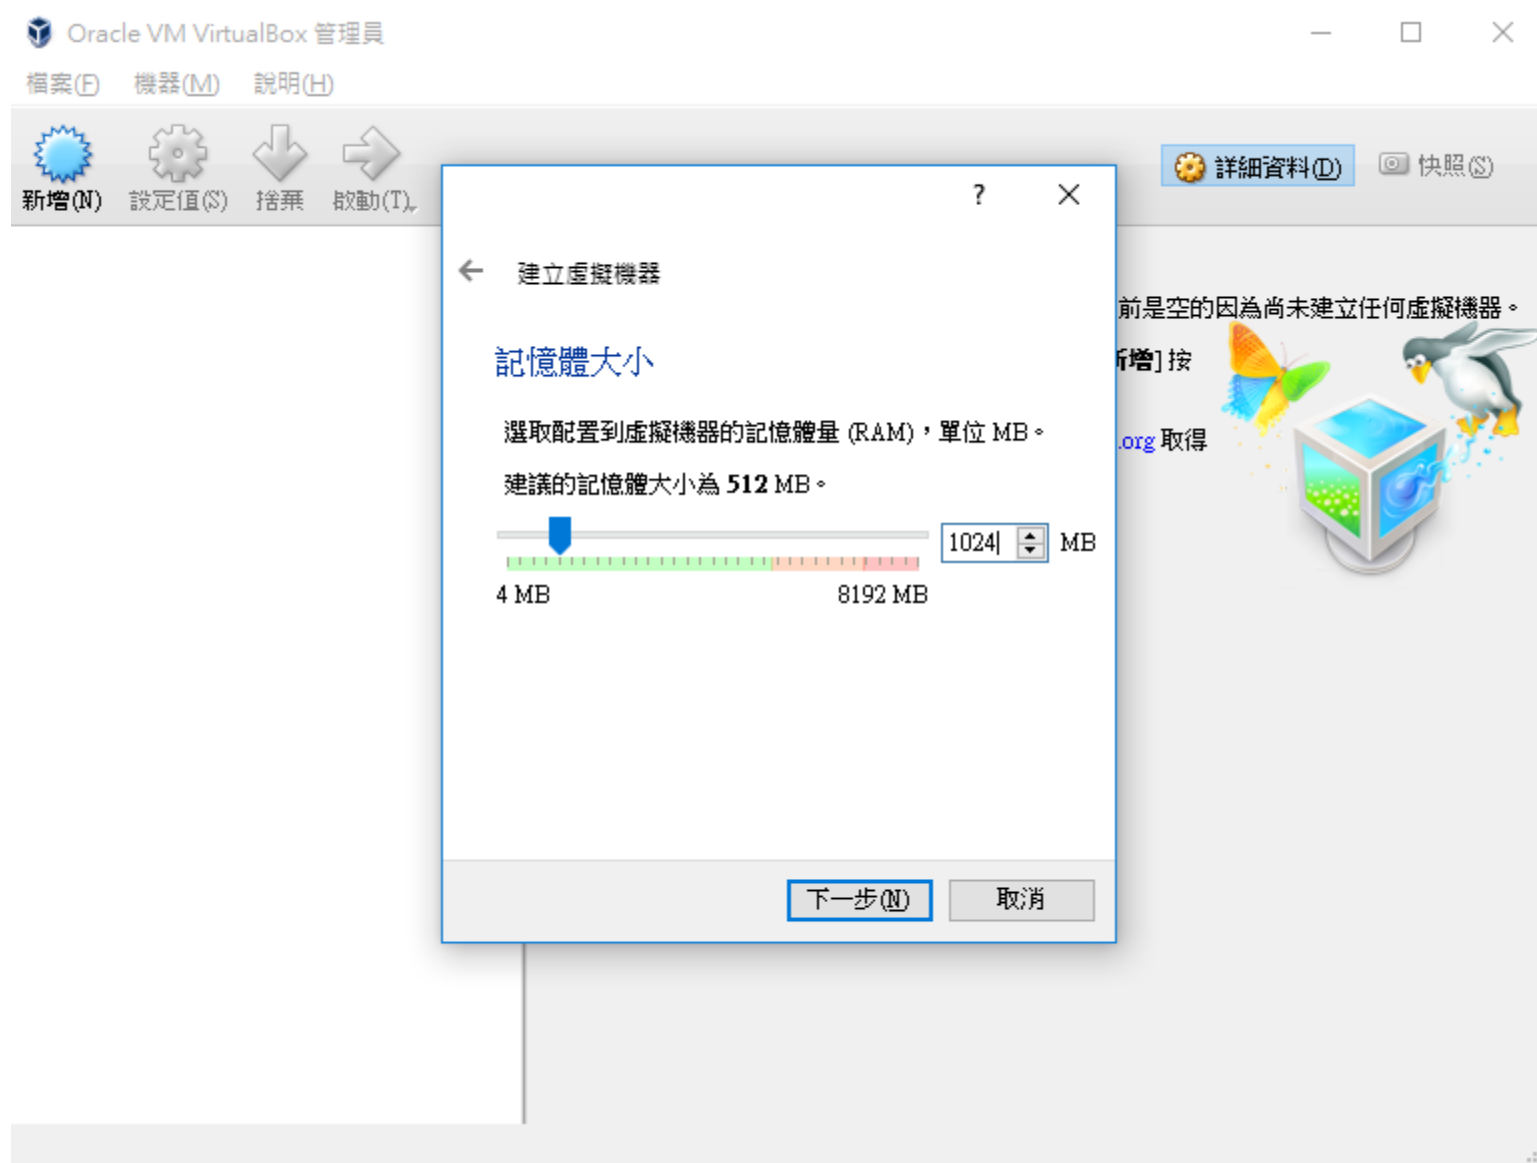 Oracle VM VirtualBox 管理員
檔案(F) 機器(M) 說明(H)
新增(N) 設定值(S) 捨棄 啟動(T)
詳細資料(D) 快照(S)
?
建立虛擬機器
記憶體大小
選取配置到虛擬機器的記憶體量 (RAM),單位 MB。
建議的記憶體大小為 512 MB。
1024 MB
4 MB 8192 MB
下一步(N) 取消
前是空的因為尚未建立任何虛擬機器。
新增] 按
.org 取得